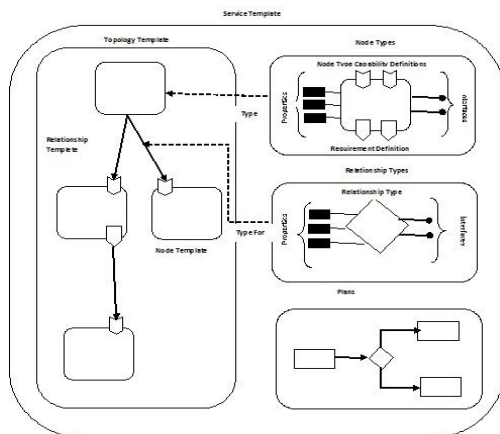 Service Template
Topology Template
Node Types
Node Type Capability Definitions
Properties
Interfaces
Type
Requirement Definition
Relationship
Templete
Relationship Types
Relationship Type
Properties
Interfaces
Type For
Node Template
Plans